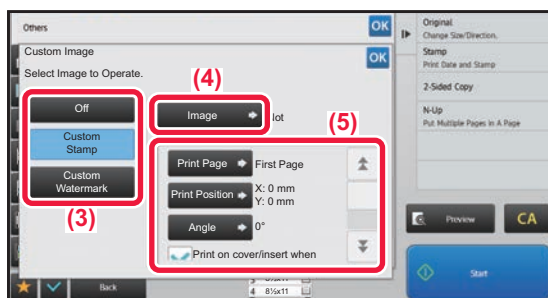 Others
OK
Custom Image
OK
Select Image to Operate.
(4)
Off
Image
lot
(5)
Custom
Stamp
Print Page
First Page
Custom
Watermark
Print Position
X: 0 mm
Y: 0 mm
(3)
Angle
0°
Print on cover/insert when
Back
8½x11
4 8½x11
Original
Change Size/Direction.
Stamp
Print Date and Stamp
2-Sided Copy
N-Up
Put Multiple Pages in A Page
Preview
CA
Start